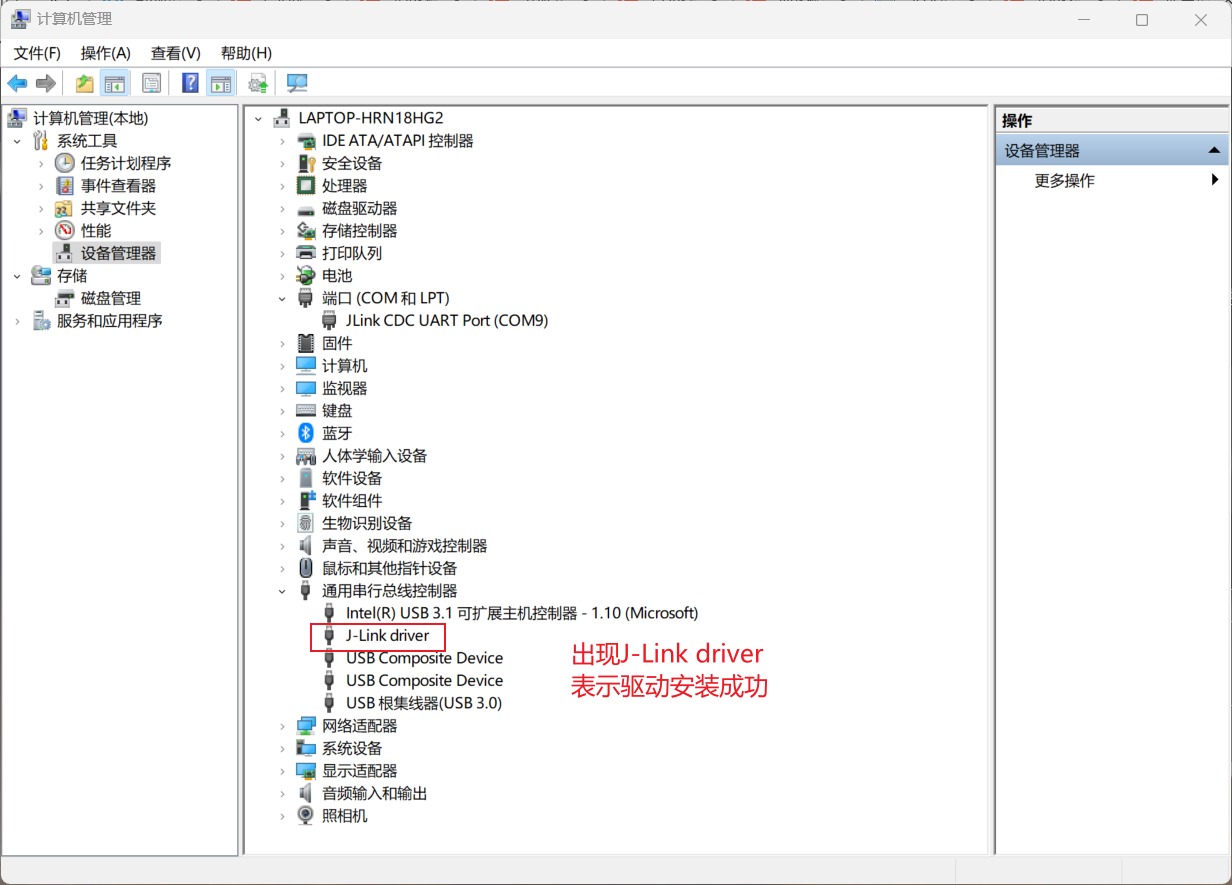 计算机管理
文件(F) 操作(A) 查看(V) 帮助(H)
计算机管理(本地)
系统工具
任务计划程序
事件查看器
共享文件夹
性能
设备管理器
存储
磁盘管理
服务和应用程序
LAPTOP-HRN18HG2
IDE ATA/ATAPI 控制器
安全设备
处理器
磁盘驱动器
存储控制器
打印队列
电池
端口 (COM 和 LPT)
JLink CDC UART Port (COM9)
固件
计算机
监视器
键盘
蓝牙
人体学输入设备
软件设备
软件组件
生物识别设备
声音、视频和游戏控制器
鼠标和其他指针设备
通用串行总线控制器
Intel(R) USB 3.1 可扩展主机控制器 - 1.10 (Microsoft)
J-Link driver
USB Composite Device
USB Composite Device
USB 根集线器(USB 3.0)
网络适配器
系统设备
显示适配器
音频输入和输出
照相机
出现J-Link driver
表示驱动安装成功
操作
设备管理器
更多操作